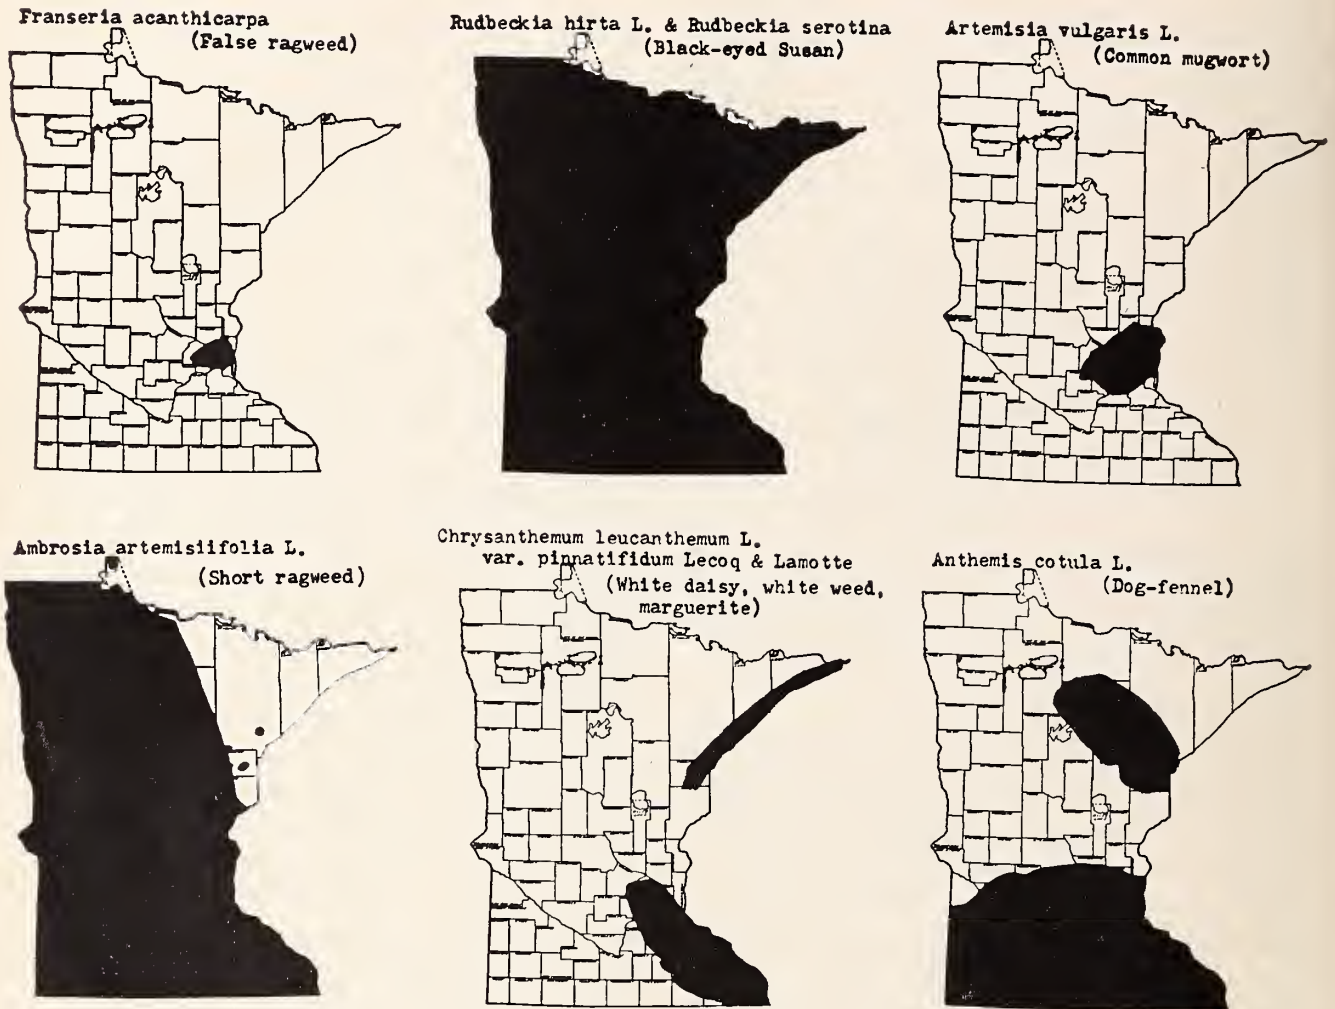 Franseria acanthicarpa
(False ragweed)
Rudbeckia hirta L. & Rudbeckia serotina
(Black-eyed Susan)
Artemisia vulgaris L.
(Common mugwort)
Ambrosia artemisiifolia L.
(Short ragweed)
Chrysanthemum leucanthemum L.
var. pinnatifidum Lecoq & Lamotte
(White daisy, white weed,
marguerite)
Anthemis cotula L.
(Dog-fennel)